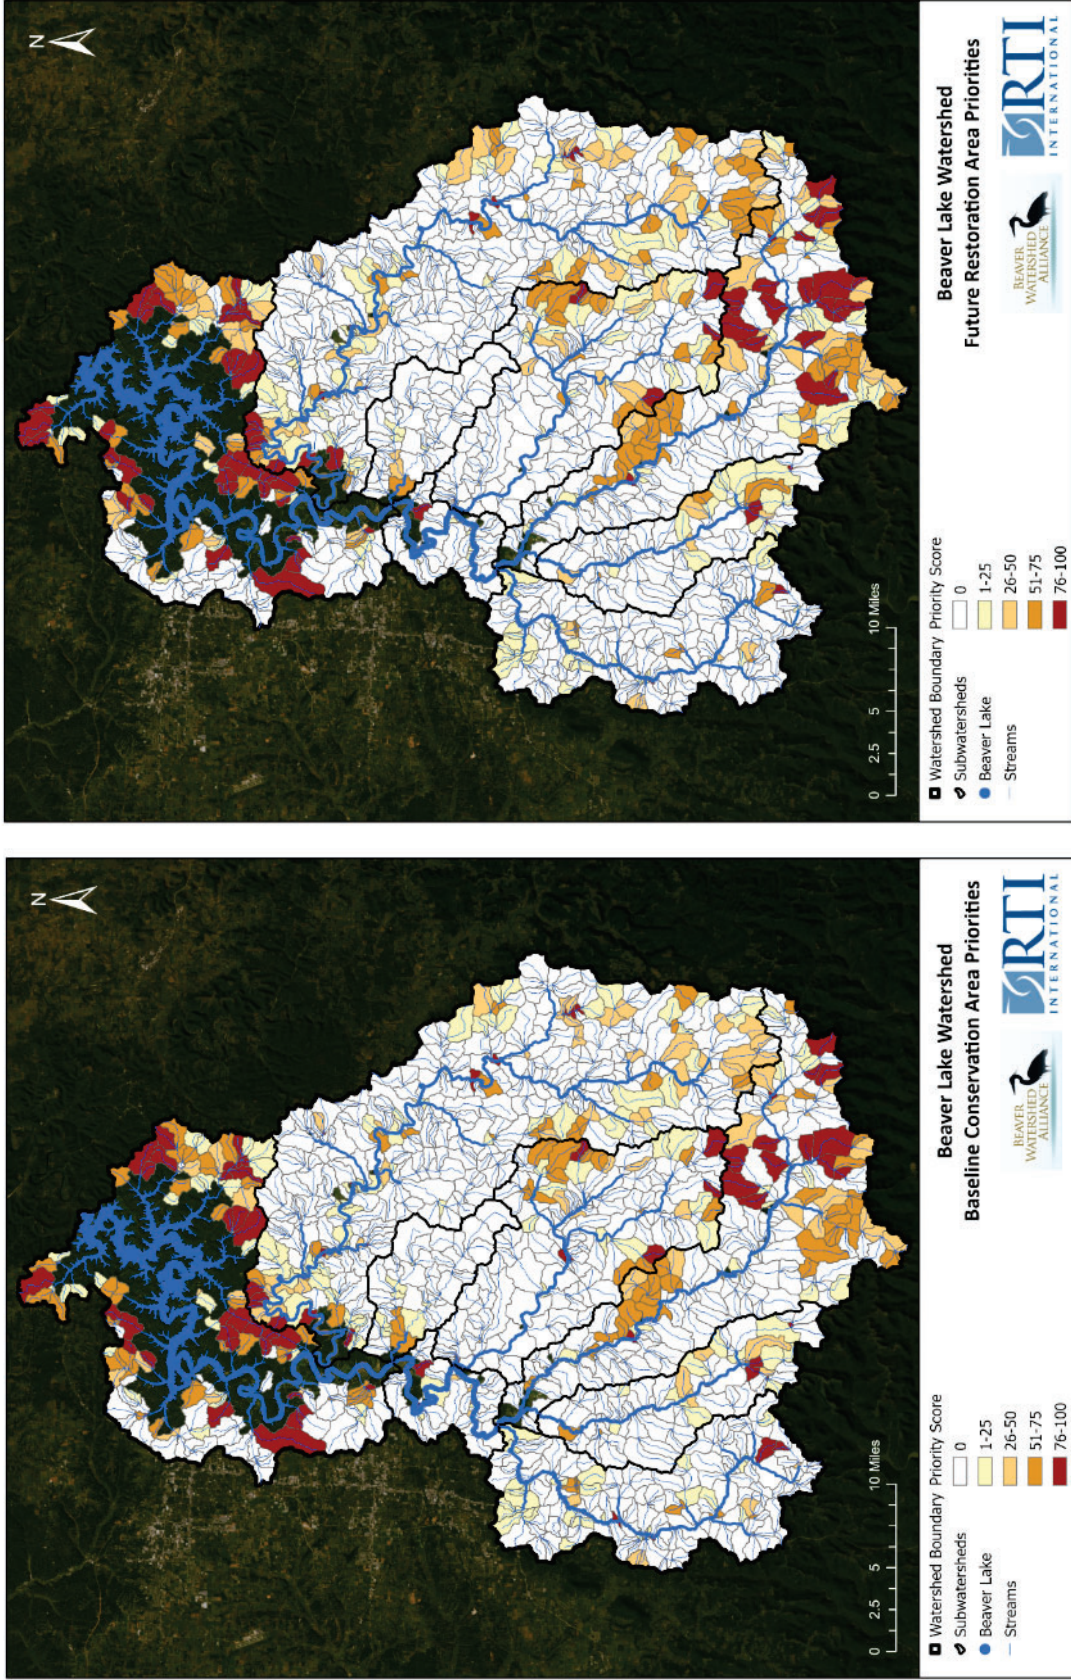 N
Beaver Lake Watershed
Baseline Conservation Area Priorities
Watershed Boundary
Subwatersheds
Beaver Lake
Streams
Priority Score
0
1-25
26-50
51-75
76-100
0 2.5 5 10 Miles
BEAVER
WATERSHED
ALLIANCE
RTI
INTERNATIONAL
N
Beaver Lake Watershed
Future Restoration Area Priorities
Watershed Boundary
Subwatersheds
Beaver Lake
Streams
Priority Score
0
1-25
26-50
51-75
76-100
0 2.5 5 10 Miles
BEAVER
WATERSHED
ALLIANCE
RTI
INTERNATIONAL